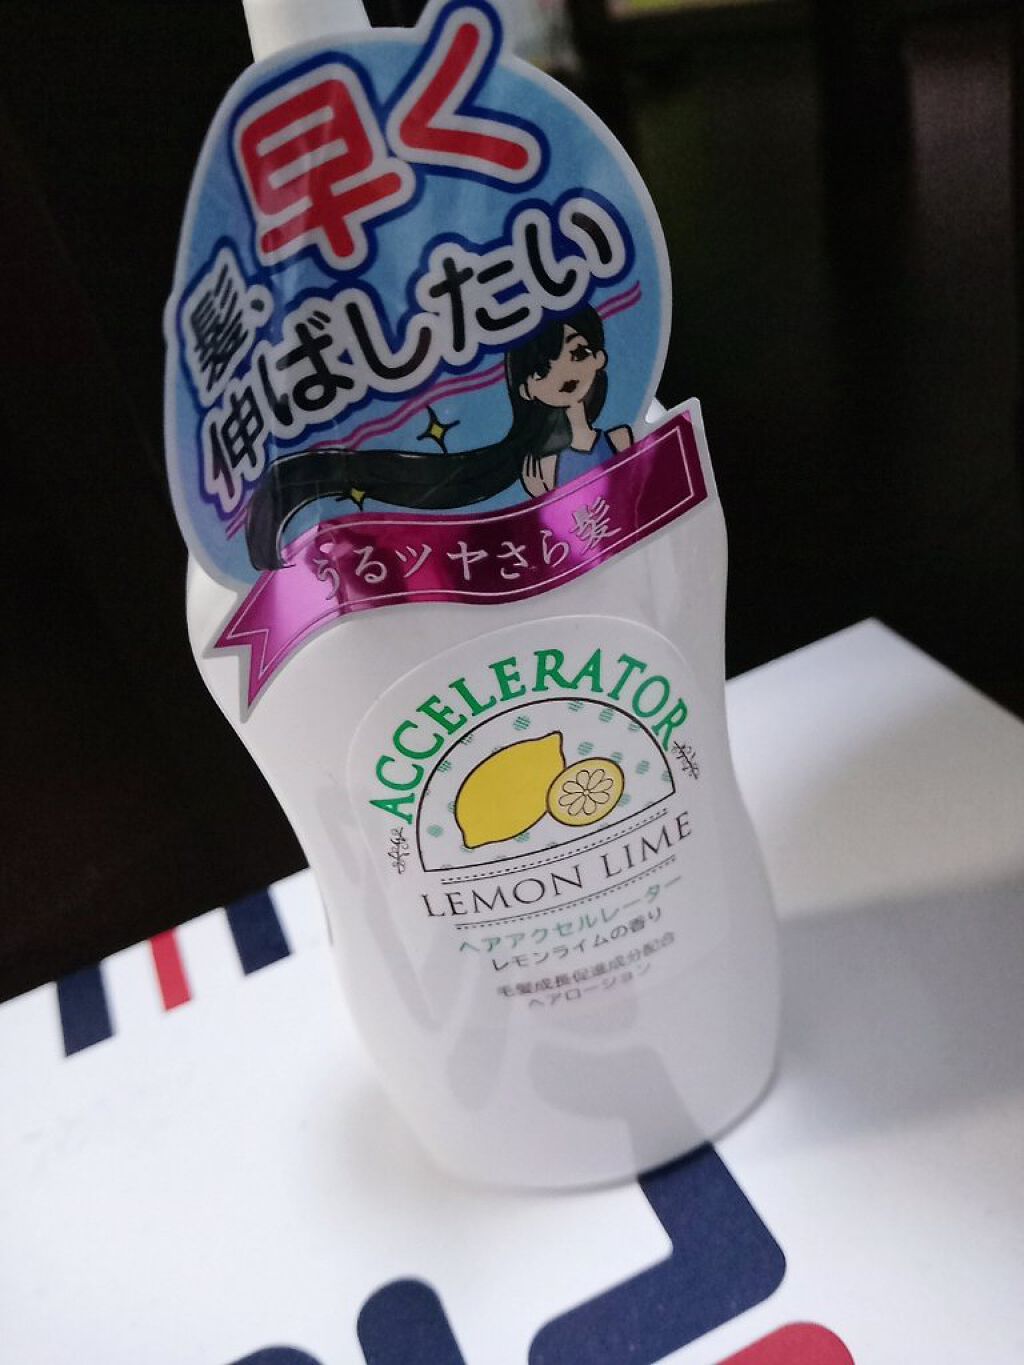 早く
髪、
伸ばしたい
うるツヤさら髪
ACCELERATOR
LEMON LIME
ヘアアクセルレーター
レモンライムの香り
毛髪成長促進成分配合
ヘアローション